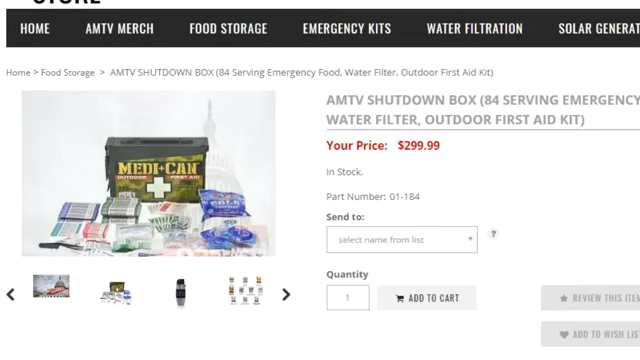 HOME AMTV MERCH FOOD STORAGE EMERGENCY KITS WATER FILTRATION SOLAR GENERAT
Home > Food Storage > AMTV SHUTDOWN BOX (84 Serving Emergency Food, Water Filter, Outdoor First Aid Kit)
AMTV SHUTDOWN BOX (84 SERVING EMERGENCY
WATER FILTER, OUTDOOR FIRST AID KIT)
Your Price: $299.99
In Stock.
Part Number: 01-184
Send to:
select name from list
?
Quantity
1
ADD TO CART
REVIEW THIS ITEM
ADD TO WISH LIS
MEDI+CAN
OUTDOOR FIRST AID
COLD